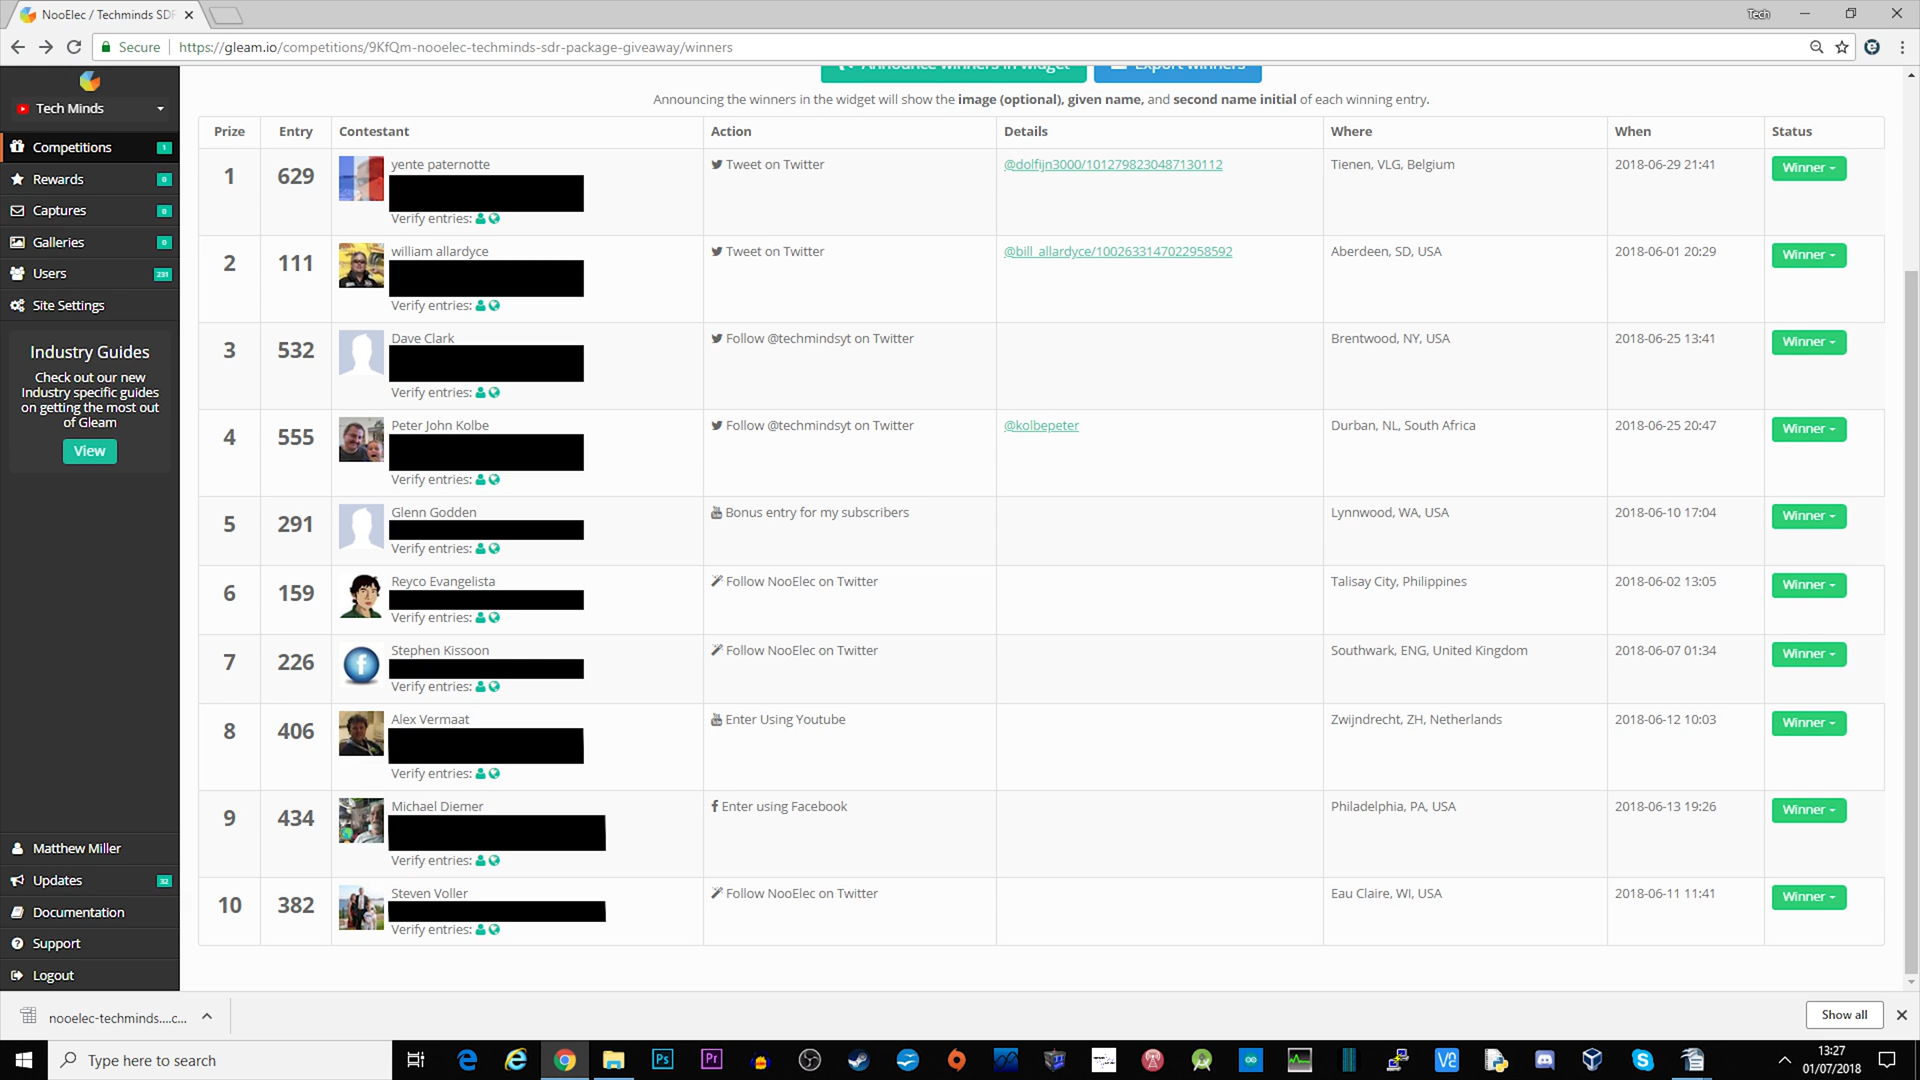 NooElec / Techminds SDR
Tech
Secure https://gleam.io/competitions/9KfQm-nooelec-techminds-sdr-package-giveaway/winners
Tech Minds
Competitions 1
Rewards 0
Captures 0
Galleries 0
Users 231
Site Settings
Industry Guides
Check out our new
Industry specific guides
on getting the most out
of Gleam
View
Matthew Miller
Updates 32
Documentation
Support
Logout
Announce winners in widget Export winners
Announcing the winners in the widget will show the image (optional), given name, and second name initial of each winning entry.
Prize Entry Contestant Action Details Where When Status
1 629 yente paternotte Tweet on Twitter @dolfijn3000/1012798230487130112 Tienen, VLG, Belgium 2018-06-29 21:41 Winner
Verify entries:
2 111 william allardyce Tweet on Twitter @bill_allardyce/1002633147022958592 Aberdeen, SD, USA 2018-06-01 20:29 Winner
Verify entries:
3 532 Dave Clark Follow @techmindsyt on Twitter Brentwood, NY, USA 2018-06-25 13:41 Winner
Verify entries:
4 555 Peter John Kolbe Follow @techmindsyt on Twitter @kolbepeter Durban, NL, South Africa 2018-06-25 20:47 Winner
Verify entries:
5 291 Glenn Godden Bonus entry for my subscribers Lynnwood, WA, USA 2018-06-10 17:04 Winner
Verify entries:
6 159 Reyco Evangelista Follow NooElec on Twitter Talisay City, Philippines 2018-06-02 13:05 Winner
Verify entries:
7 226 Stephen Kissoon Follow NooElec on Twitter Southwark, ENG, United Kingdom 2018-06-07 01:34 Winner
Verify entries:
8 406 Alex Vermaat Enter Using Youtube Zwijndrecht, ZH, Netherlands 2018-06-12 10:03 Winner
Verify entries:
9 434 Michael Diemer Enter using Facebook Philadelphia, PA, USA 2018-06-13 19:26 Winner
Verify entries:
10 382 Steven Voller Follow NooElec on Twitter Eau Claire, WI, USA 2018-06-11 11:41 Winner
Verify entries:
nooelec-techminds....c... Show all
Type here to search
Ps
Pr
13:27
01/07/2018